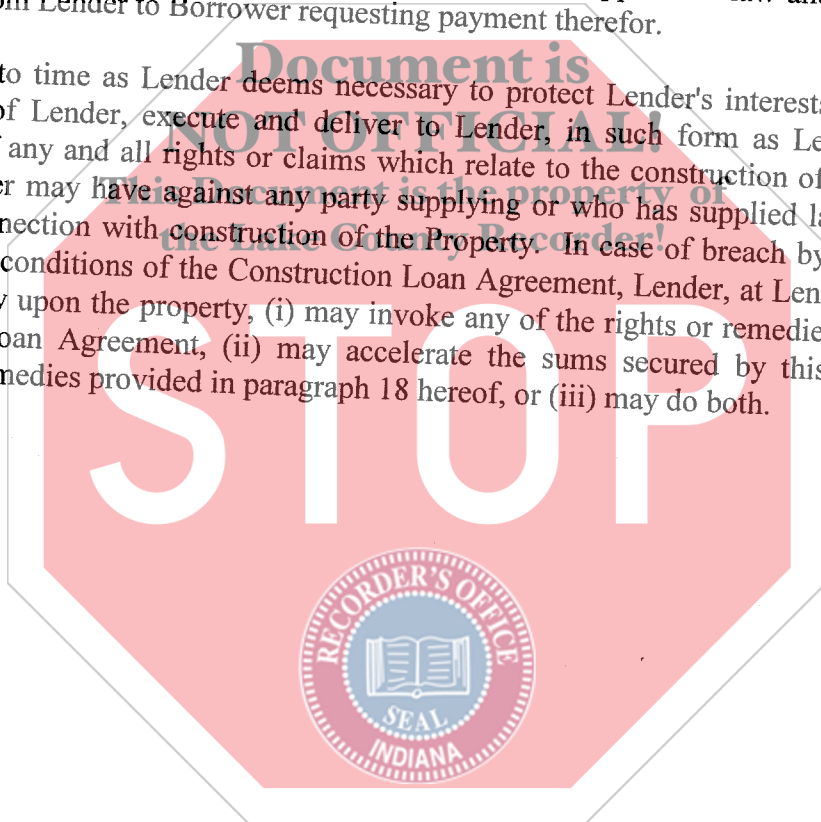 Lender to Borrower requesting payment therefor.
Document is
to time as Lender deems necessary to protect Lender's interests
of Lender, execute and deliver to Lender, in such form as Le
NOT OFFICIAL!
any and all rights or claims which relate to the construction of
This Document is the property of
er may have against any party supplying or who has supplied la
the Lake County Recorder!
nection with construction of the Property. In case of breach by
conditions of the Construction Loan Agreement, Lender, at Len
y upon the property, (i) may invoke any of the rights or remedie
oan Agreement, (ii) may accelerate the sums secured by this
medies provided in paragraph 18 hereof, or (iii) may do both.
STOP
RECORDER'S OFFICE
SEAL
INDIANA